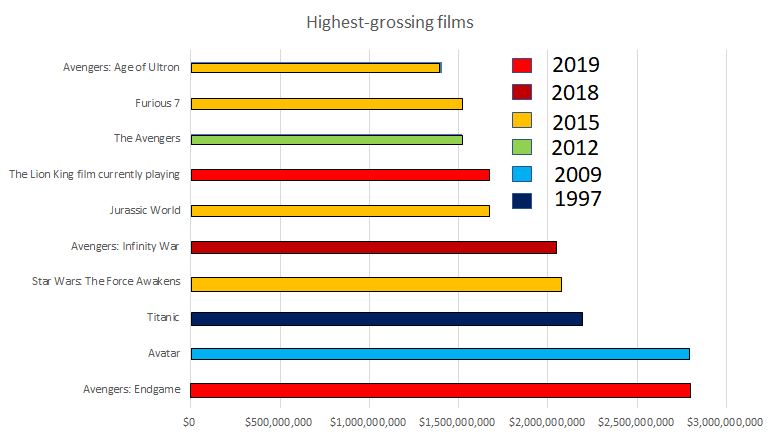 Highest-grossing films
Avengers: Age of Ultron
Furious 7
The Avengers
The Lion King film currently playing
Jurassic World
Avengers: Infinity War
Star Wars: The Force Awakens
Titanic
Avatar
Avengers: Endgame
2019
2018
2015
2012
2009
1997
$0 $500,000,000 $1,000,000,000 $1,500,000,000 $2,000,000,000 $2,500,000,000 $3,000,000,000